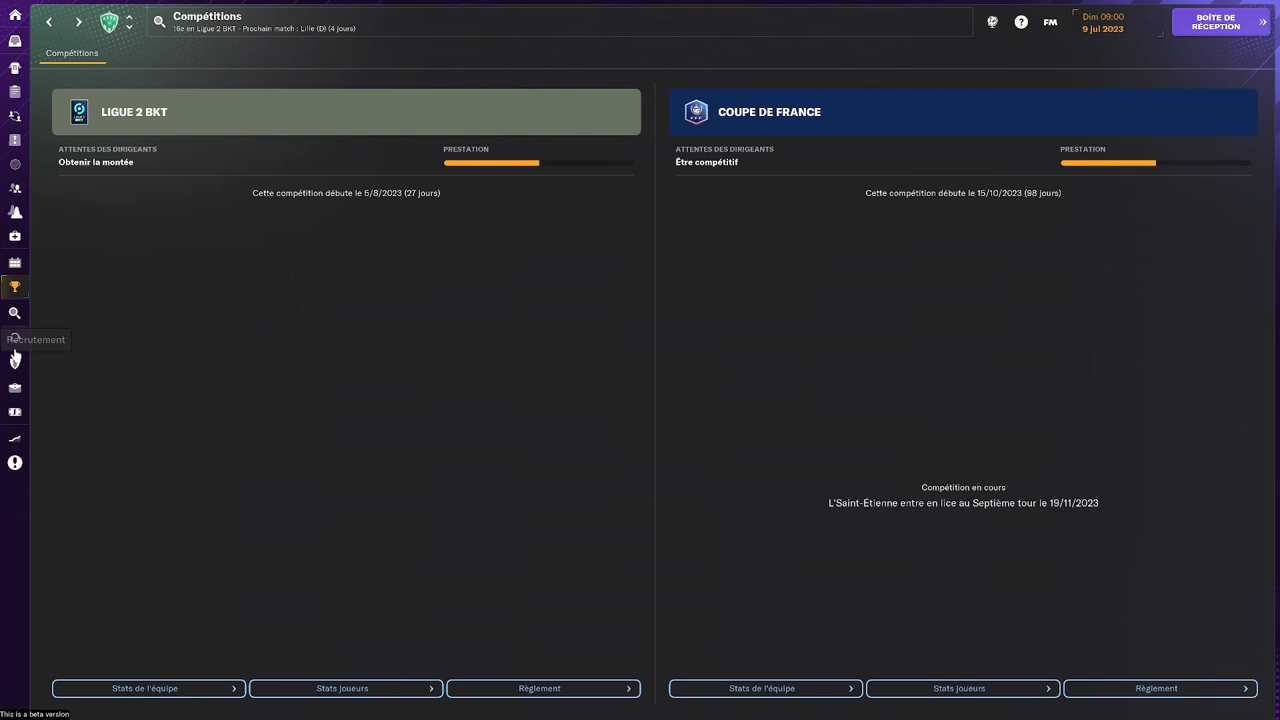 Compétitions
16e en Ligue 2 BKT - Prochain match : Lille (D) (4 jours)
FM
Dim 09:00
9 jul 2023
BOÎTE DE
RÉCEPTION
Compétitions
LIGUE 2 BKT
COUPE DE FRANCE
ATTENTES DES DIRIGEANTS
PRESTATION
Obtenir la montée
ATTENTES DES DIRIGEANTS
PRESTATION
Être compétitif
Cette compétition débute le 5/8/2023 (27 jours)
Cette compétition débute le 15/10/2023 (98 jours)
Recrutement
Compétition en cours
L'Saint-Étienne entre en lice au Septième tour le 19/11/2023
Stats de l'équipe
Stats joueurs
Règlement
Stats de l'équipe
Stats joueurs
Règlement
This is a beta version